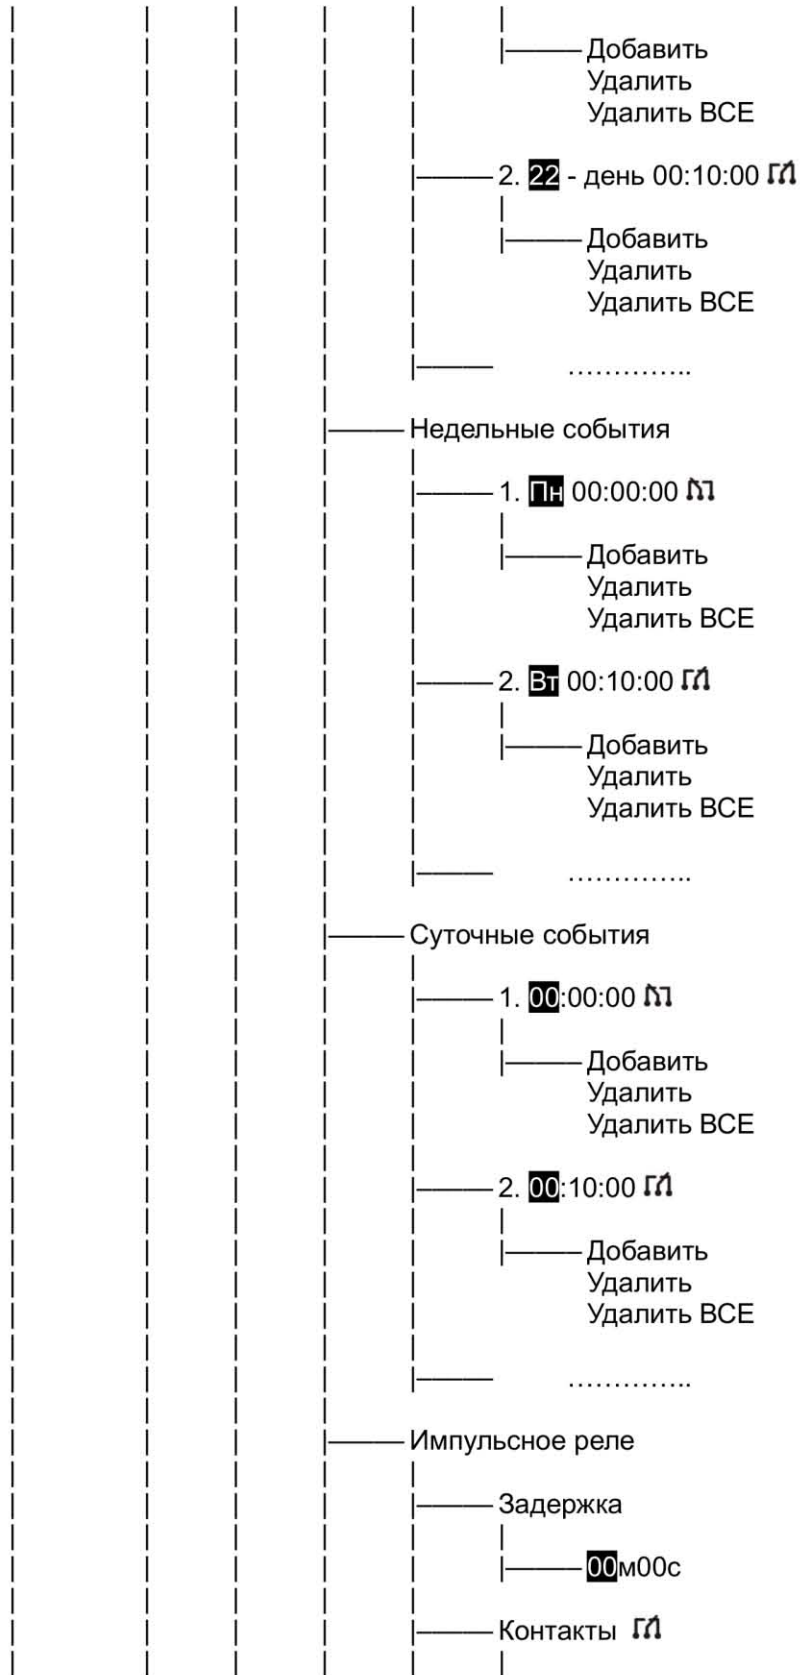 Добавить
Удалить
Удалить ВСЕ
2. 22 - день 00:10:00
Добавить
Удалить
Удалить ВСЕ
…………..
Недельные события
1. Пн 00:00:00
Добавить
Удалить
Удалить ВСЕ
2. Вт 00:10:00
Добавить
Удалить
Удалить ВСЕ
…………..
Суточные события
1. 00:00:00
Добавить
Удалить
Удалить ВСЕ
2. 00:10:00
Добавить
Удалить
Удалить ВСЕ
…………..
Импульсное реле
Задержка
00м00с
Контакты